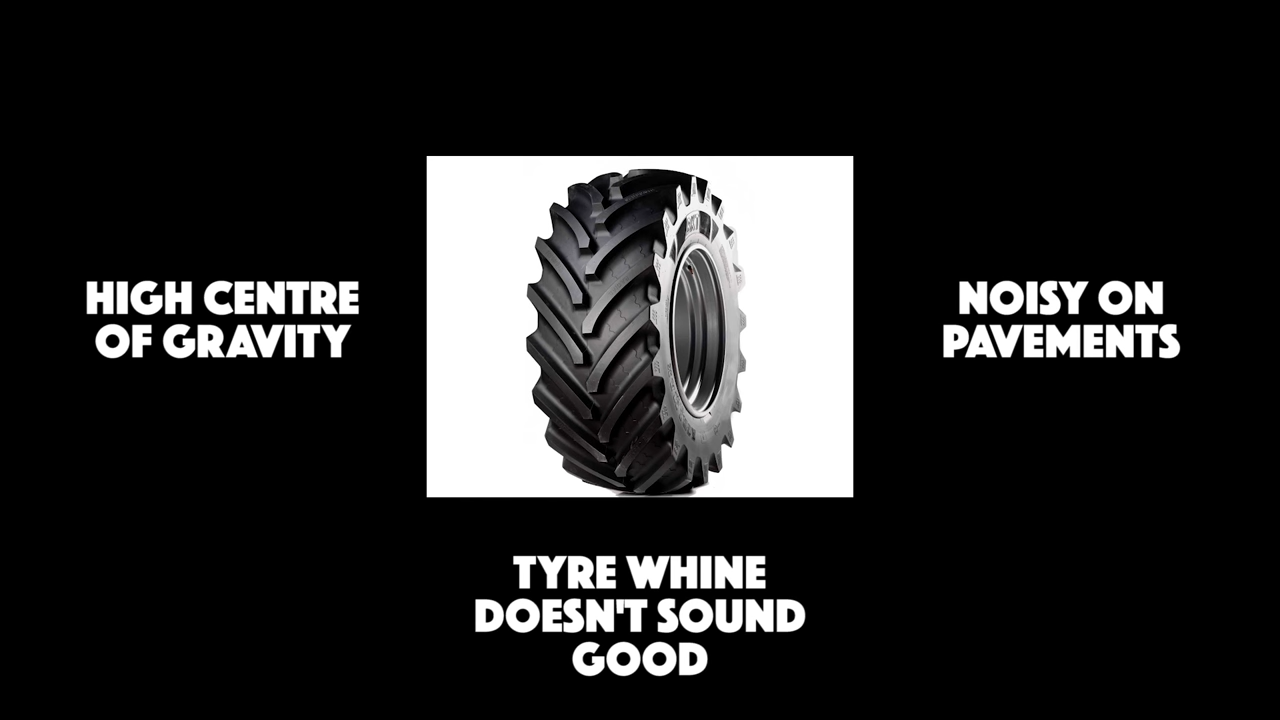 HIGH CENTRE
OF GRAVITY
NOISY ON
PAVEMENTS
TYRE WHINE
DOESN'T SOUND
GOOD